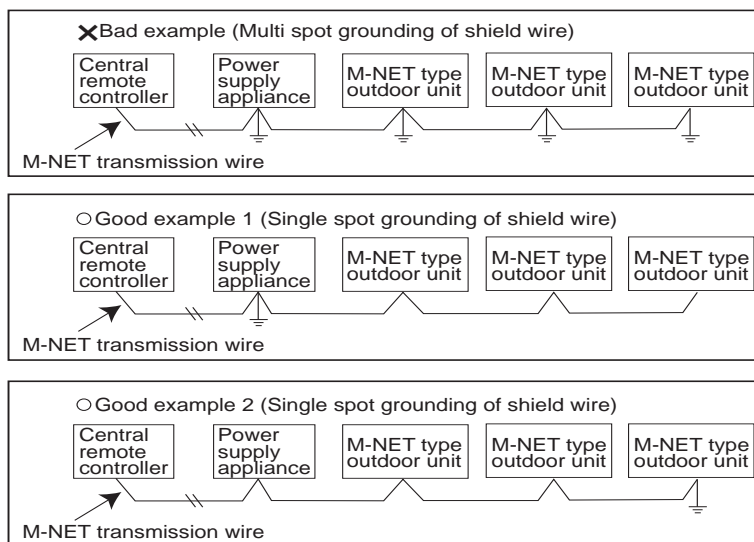 ✕Bad example (Multi spot grounding of shield wire)
Central
remote
controller
Power
supply
appliance
M-NET type
outdoor unit
M-NET type
outdoor unit
M-NET type
outdoor unit
M-NET transmission wire
○Good example 1 (Single spot grounding of shield wire)
Central
remote
controller
Power
supply
appliance
M-NET type
outdoor unit
M-NET type
outdoor unit
M-NET type
outdoor unit
M-NET transmission wire
○Good example 2 (Single spot grounding of shield wire)
Central
remote
controller
Power
supply
appliance
M-NET type
outdoor unit
M-NET type
outdoor unit
M-NET type
outdoor unit
M-NET transmission wire